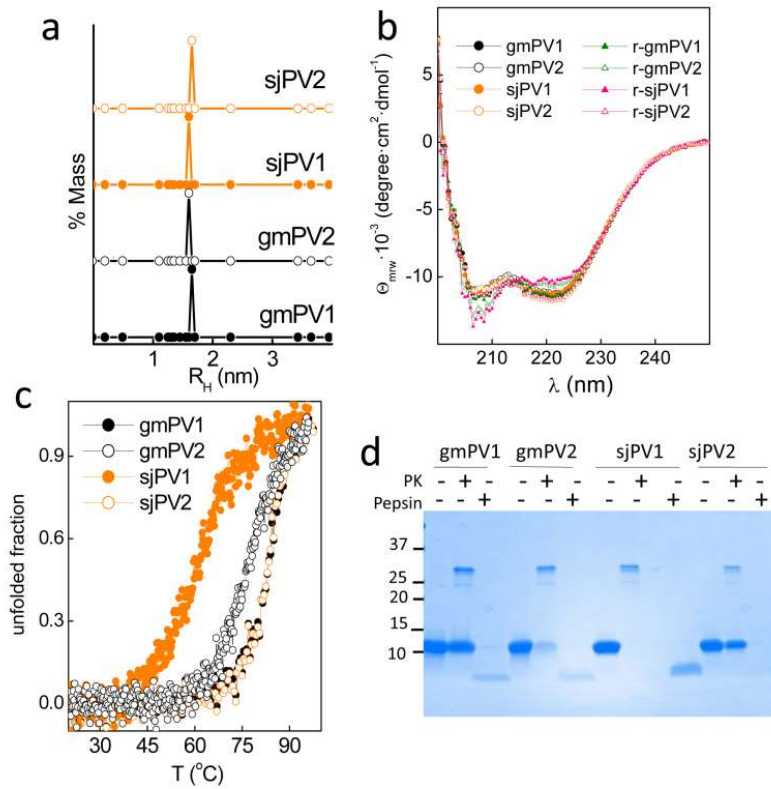 a
sjPV2
sjPV1
gmPV2
gmPV1
% Mass
1 2 3
R_H (nm)
b
gmPV1 r-gmPV1
gmPV2 r-gmPV2
sjPV1 r-sjPV1
sjPV2 r-sjPV2
Θmrw·10⁻³ (degree·cm²·dmol⁻¹)
5
0
-5
-10
210 220 230 240
λ (nm)
c
gmPV1
gmPV2
sjPV1
sjPV2
unfolded fraction
0.9
0.6
0.3
0.0
30 45 60 75 90
T (°C)
d
gmPV1 gmPV2 sjPV1 sjPV2
PK - + - - + - - + - - + -
Pepsin - - + - - + - - + - - +
37
25
20
15
10